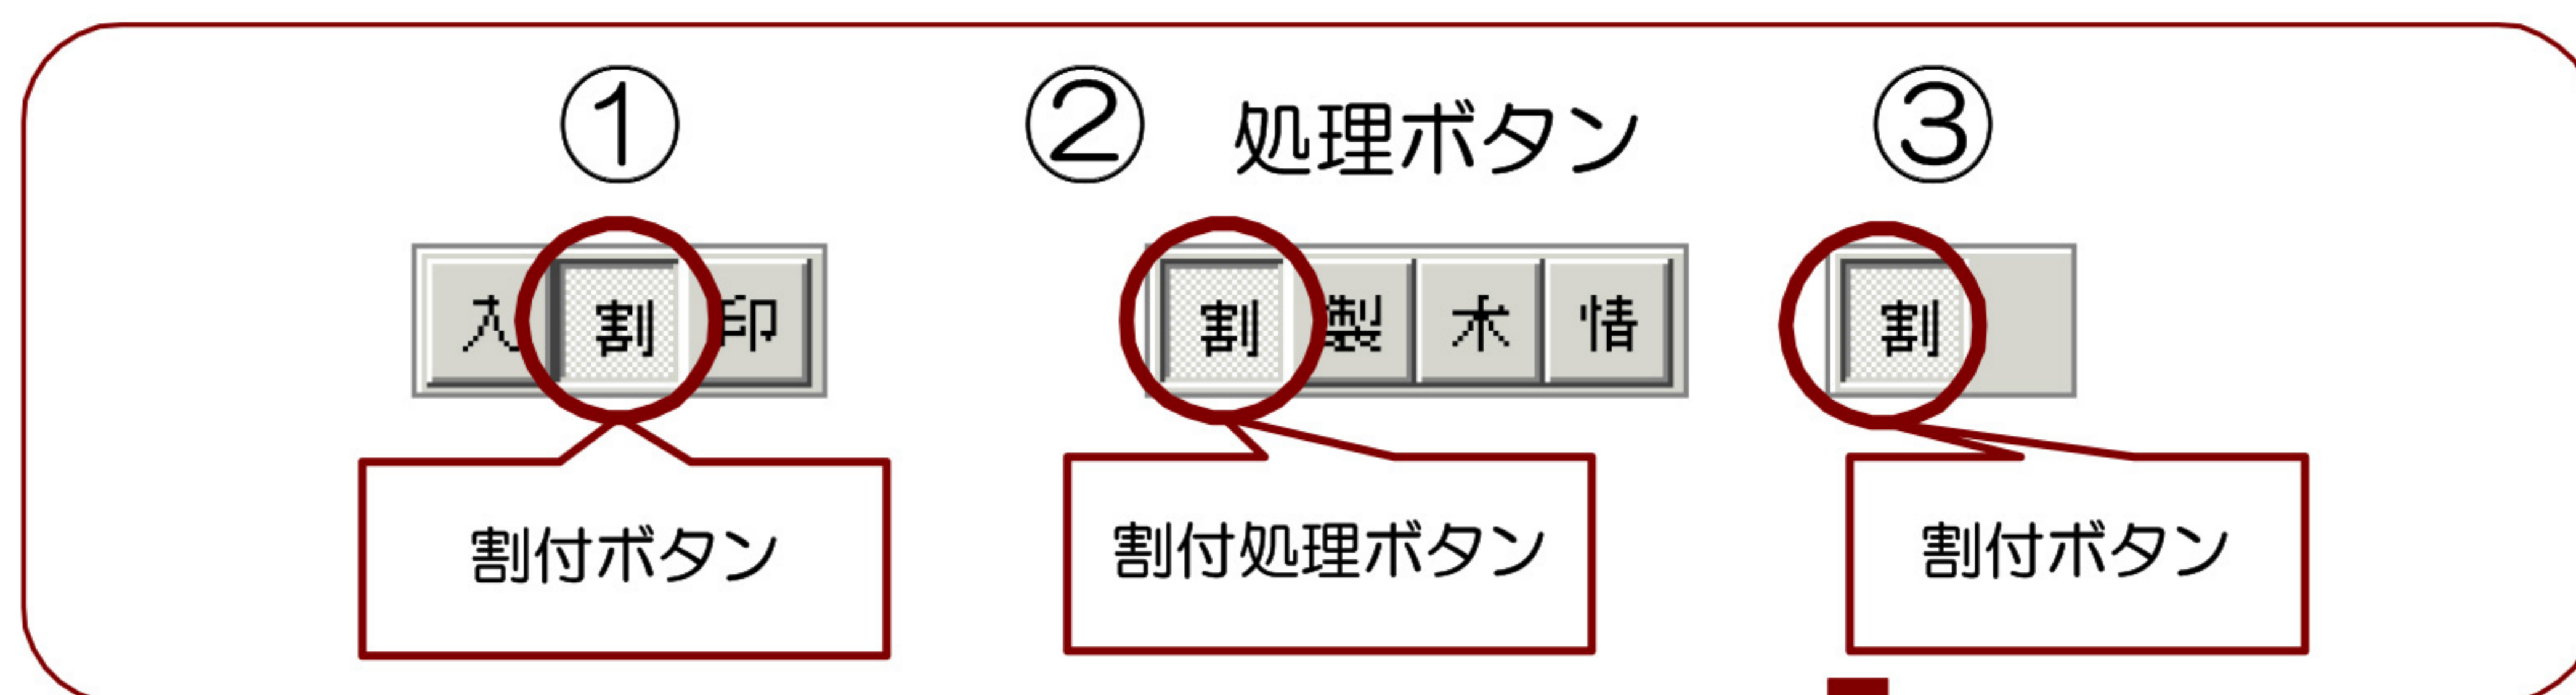 ① ② 処理ボタン ③
入 割 印 割 製 木 情 割
割付ボタン 割付処理ボタン 割付ボタン